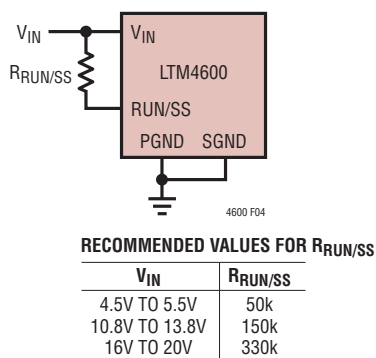 VIN
VIN
RRUN/SS
LTM4600
RUN/SS
PGND SGND
4600 F04
RECOMMENDED VALUES FOR RRUN/SS
VIN RRUN/SS
4.5V TO 5.5V 50k
10.8V TO 13.8V 150k
16V TO 20V 330k